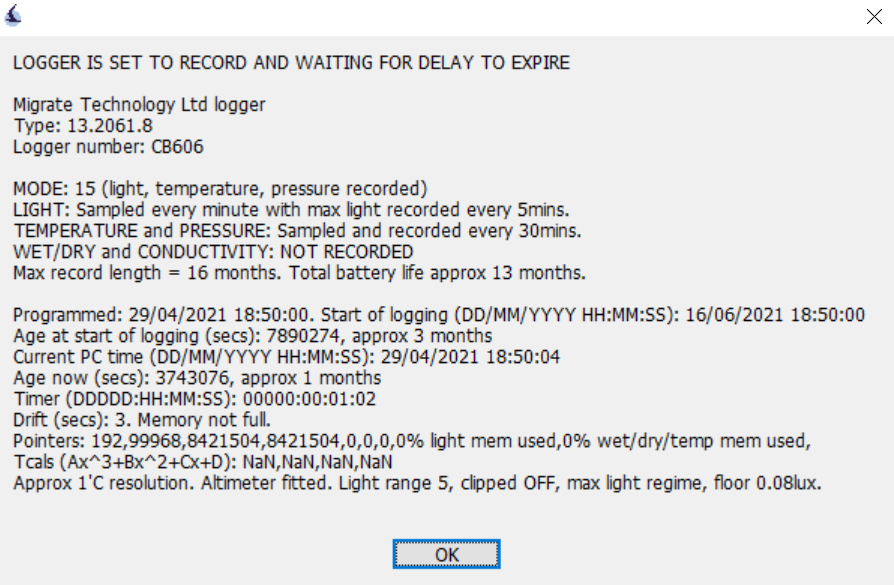 LOGGER IS SET TO RECORD AND WAITING FOR DELAY TO EXPIRE
Migrate Technology Ltd logger
Type: 13.2061.8
Logger number: CB606
MODE: 15 (light, temperature, pressure recorded)
LIGHT: Sampled every minute with max light recorded every 5mins.
TEMPERATURE and PRESSURE: Sampled and recorded every 30mins.
WET/DRY and CONDUCTIVITY: NOT RECORDED
Max record length = 16 months. Total battery life approx 13 months.
Programmed: 29/04/2021 18:50:00. Start of logging (DD/MM/YYYY HH:MM:SS): 16/06/2021 18:50:00
Age at start of logging (secs): 7890274, approx 3 months
Current PC time (DD/MM/YYYY HH:MM:SS): 29/04/2021 18:50:04
Age now (secs): 3743076, approx 1 months
Timer (DDDDD:HH:MM:SS): 00000:00:01:02
Drift (secs): 3. Memory not full.
Pointers: 192,99968,8421504,8421504,0,0,0,0% light mem used,0% wet/dry/temp mem used,
Tcals (Ax^3+Bx^2+Cx+D): NaN,NaN,NaN,NaN
Approx 1'C resolution. Altimeter fitted. Light range 5, clipped OFF, max light regime, floor 0.08lux.
OK